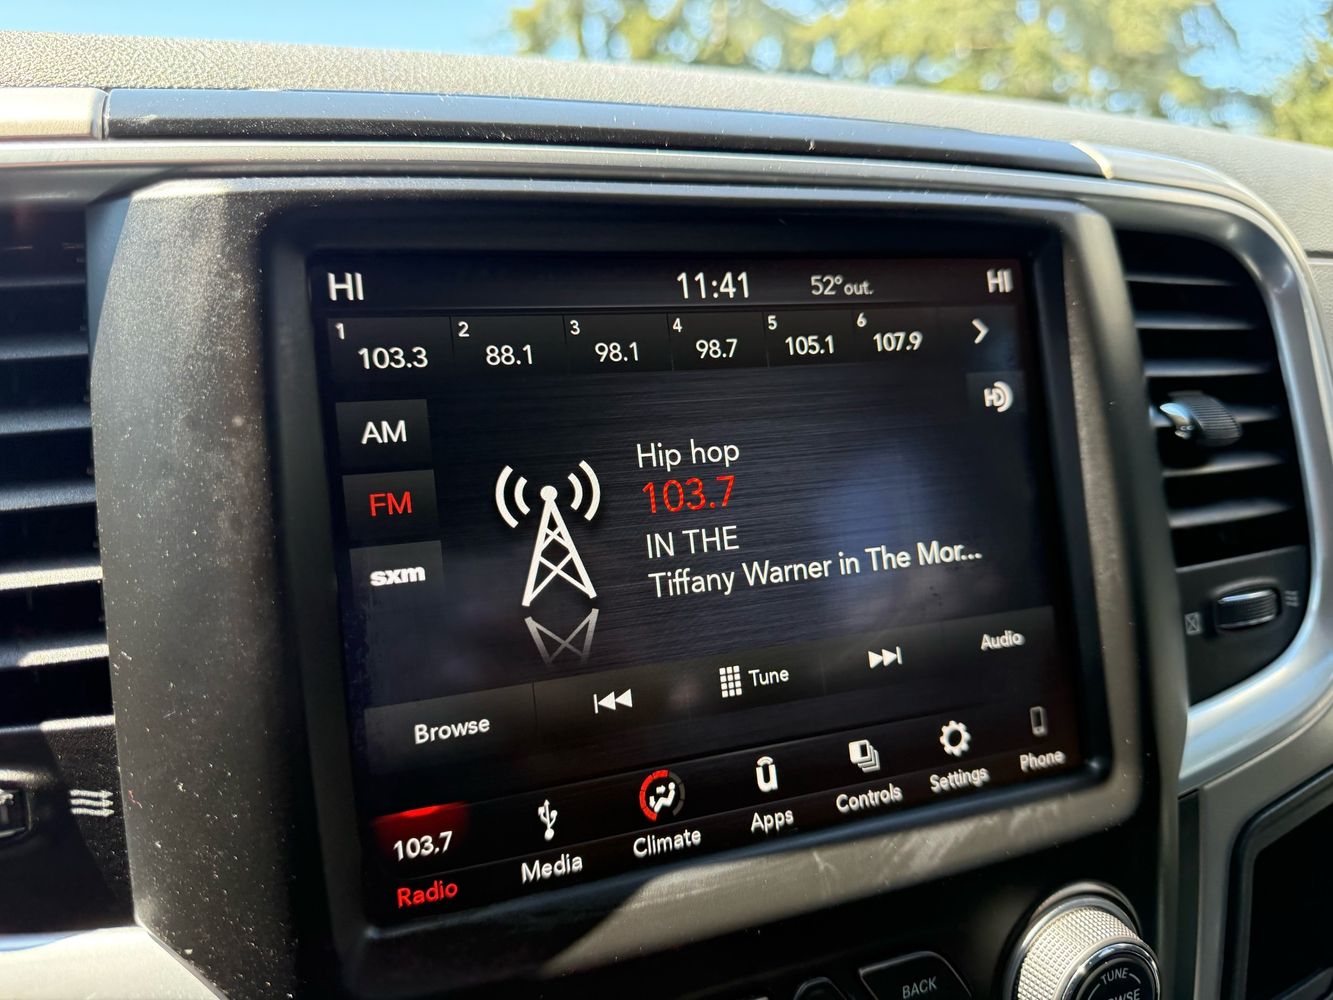 HI 11:41 52° out. HI
1 103.3 2 88.1 3 98.1 4 98.7 5 105.1 6 107.9
HD
AM
FM
sxm
Hip hop
103.7
IN THE
Tiffany Warner in The Mor...
Browse Tune Audio
103.7
Radio Media Climate Apps Controls Settings Phone
BACK
TUNE